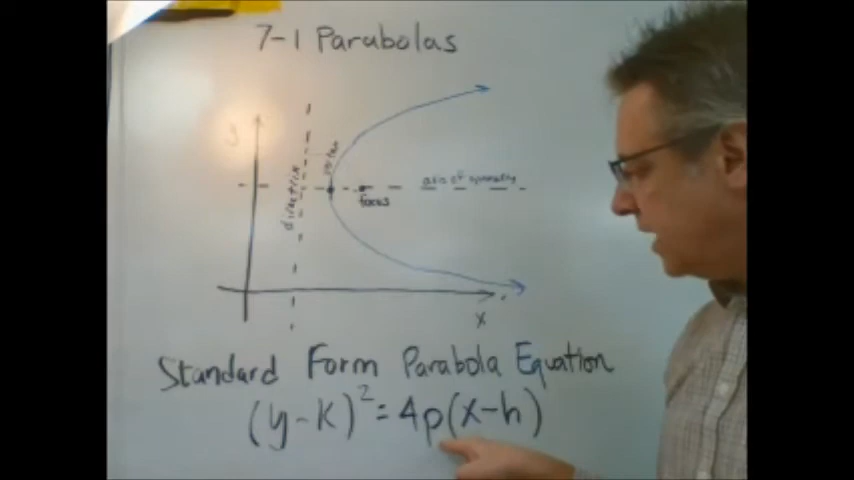 7-1 Parabolas
y
directrix
vertex
focus
axis of symmetry
x
Standard Form Parabola Equation
(y-k)²=4p(x-h)